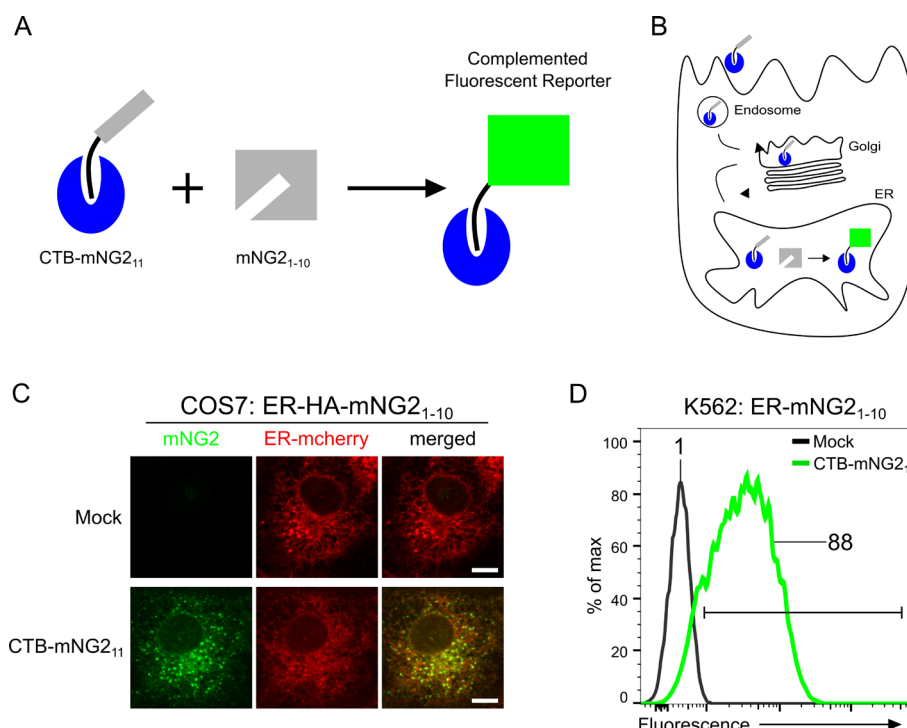 A
Complemented
Fluorescent Reporter
CTB-mNG2₁₁
mNG2₁₋₁₀
B
Endosome
Golgi
ER
C
COS7: ER-HA-mNG2₁₋₁₀
mNG2 ER-mcherry merged
Mock
CTB-mNG2₁₁
D
K562: ER-mNG2₁₋₁₀
1
Mock
CTB-mNG2₁
88
% of max
100
80
60
40
20
0
Fluorescence